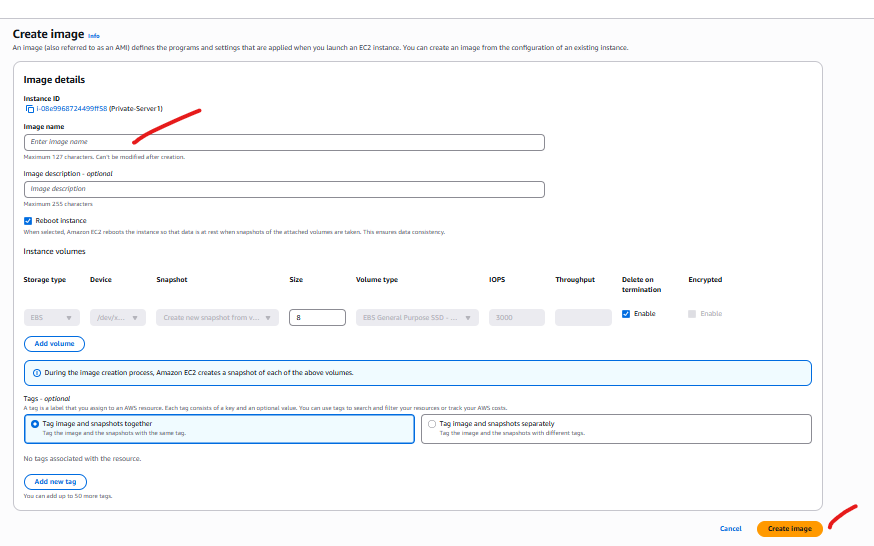 Create image Info
An image (also referred to as an AMI) defines the programs and settings that are applied when you launch an EC2 instance. You can create an image from the configuration of an existing instance.
Image details
Instance ID
i-08e9968724499ff58 (Private-Server1)
Image name
Enter image name
Maximum 127 characters. Can't be modified after creation.
Image description - optional
Image description
Maximum 255 characters
Reboot instance
When selected, Amazon EC2 reboots the instance so that data is at rest when snapshots of the attached volumes are taken. This ensures data consistency.
Instance volumes
Storage type Device Snapshot Size Volume type IOPS Throughput Delete on termination Encrypted
EBS /dev/x... Create new snapshot from v... 8 EBS General Purpose SSD - ... 3000 Enable Enable
Add volume
During the image creation process, Amazon EC2 creates a snapshot of each of the above volumes.
Tags - optional
A tag is a label that you assign to an AWS resource. Each tag consists of a key and an optional value. You can use tags to search and filter your resources or track your AWS costs.
Tag image and snapshots together Tag image and snapshots separately
Tag the image and the snapshots with the same tag. Tag the image and the snapshots with different tags.
No tags associated with the resource.
Add new tag
You can add up to 50 more tags.
Cancel Create image